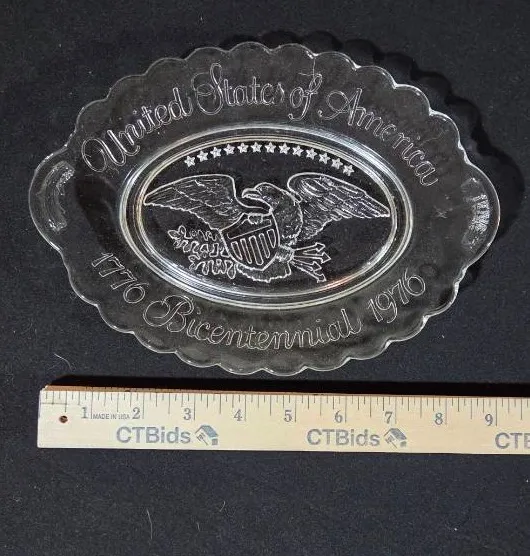 United States of America
1776 Bicentennial 1976
1 MADE IN USA 2 3 4 5 6 7 8 9
CTBids CTBids CTB